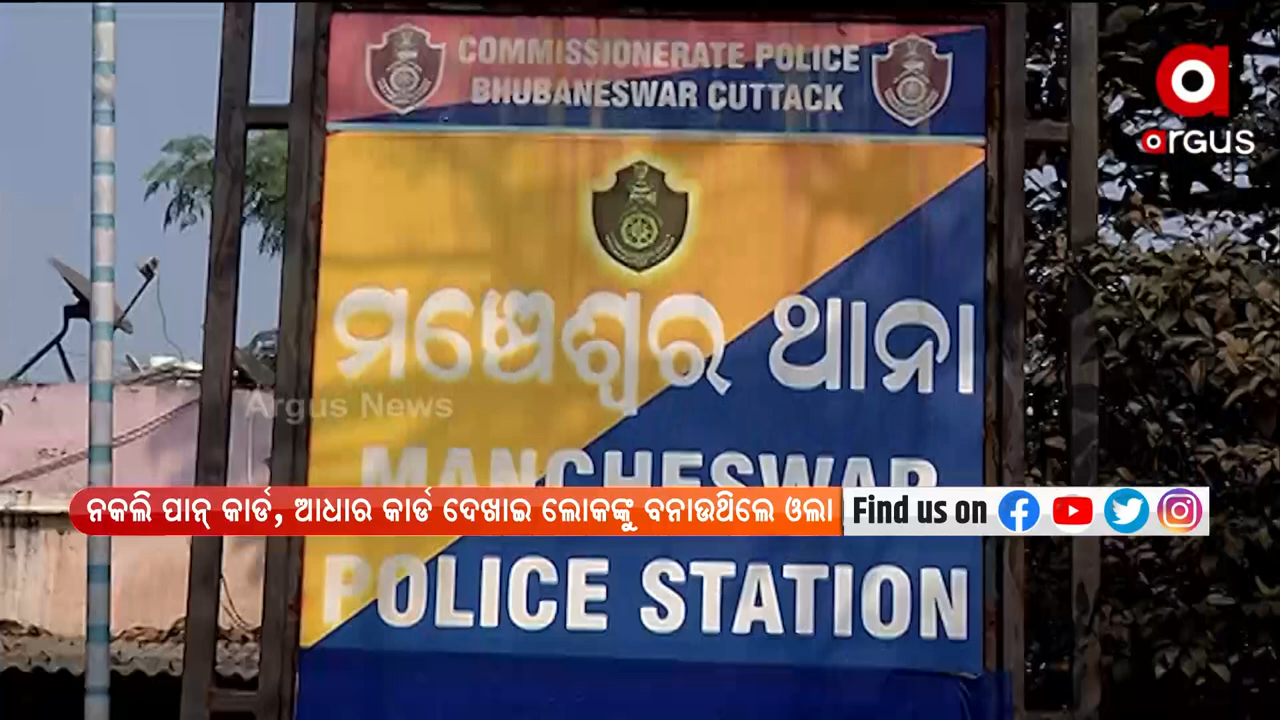 COMMISSIONERATE POLICE
BHUBANESWAR CUTTACK
argus
ମଞ୍ଚେଶ୍ୱର ଥାନା
Argus News
MANCHESWAR
ନକଲି ପାନ୍ କାର୍ଡ, ଆଧାର କାର୍ଡ ଦେଖାଇ ଲୋକଙ୍କୁ ବନାଉଥିଲେ ଓଲା
Find us on
POLICE STATION